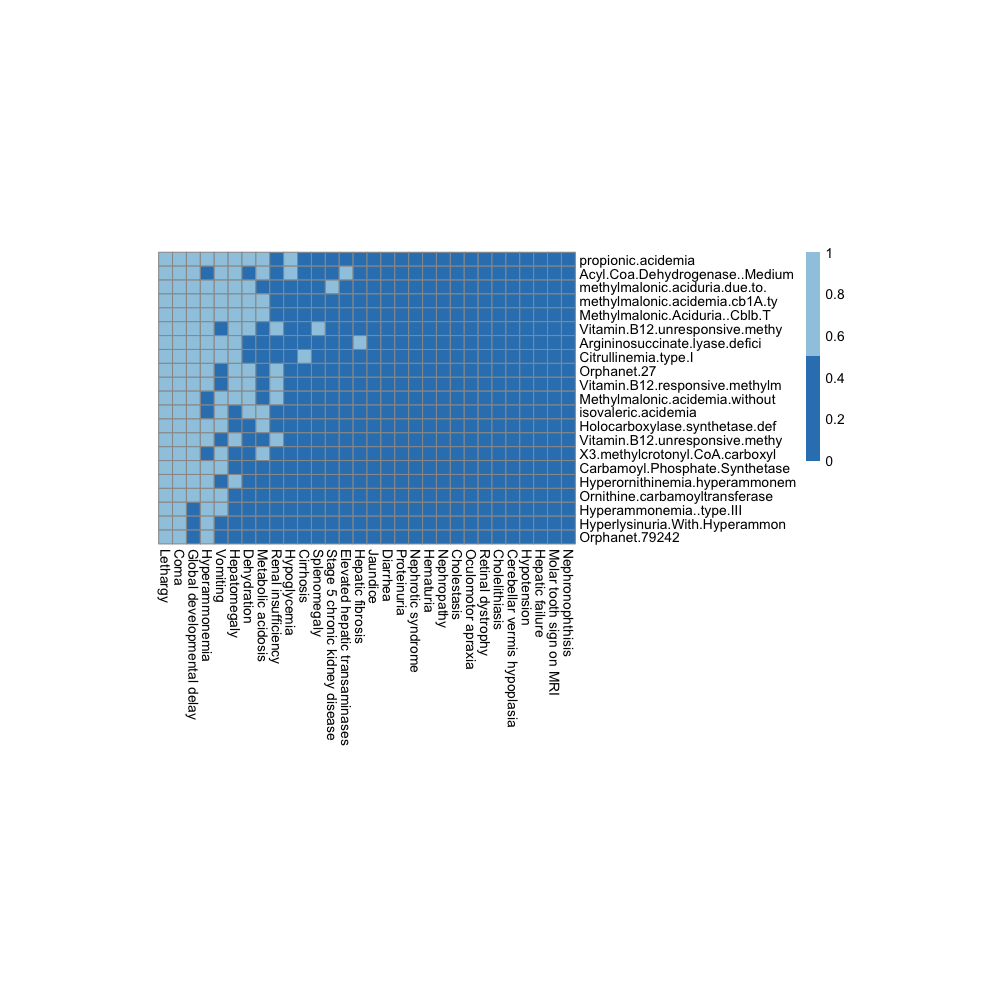 propionic.acidemia
Acyl.Coa.Dehydrogenase..Medium
methylmalonic.aciduria.due.to.
methylmalonic.acidemia.cb1A.ty
Methylmalonic.Aciduria..Cblb.T
Vitamin.B12.unresponsive.methy
Argininosuccinate.lyase.defici
Citrullinemia.type.I
Orphanet.27
Vitamin.B12.responsive.methylm
Methylmalonic.acidemia.without
isovaleric.acidemia
Holocarboxylase.synthetase.def
Vitamin.B12.unresponsive.methy
X3.methylcrotonyl.CoA.carboxyl
Carbamoyl.Phosphate.Synthetase
Hyperornithinemia.hyperammonem
Ornithine.carbamoyltransferase
Hyperammonemia..type.III
Hyperlysinuria.With.Hyperammon
Orphanet.79242
1
0.8
0.6
0.4
0.2
0
Lethargy
Coma
Global developmental delay
Hyperammonemia
Vomiting
Hepatomegaly
Dehydration
Metabolic acidosis
Renal insufficiency
Hypoglycemia
Cirrhosis
Splenomegaly
Stage 5 chronic kidney disease
Elevated hepatic transaminases
Hepatic fibrosis
Jaundice
Diarrhea
Proteinuria
Nephrotic syndrome
Hematuria
Nephropathy
Cholestasis
Oculomotor apraxia
Retinal dystrophy
Cholelithiasis
Cerebellar vermis hypoplasia
Hypotension
Hepatic failure
Molar tooth sign on MRI
Nephronophthisis